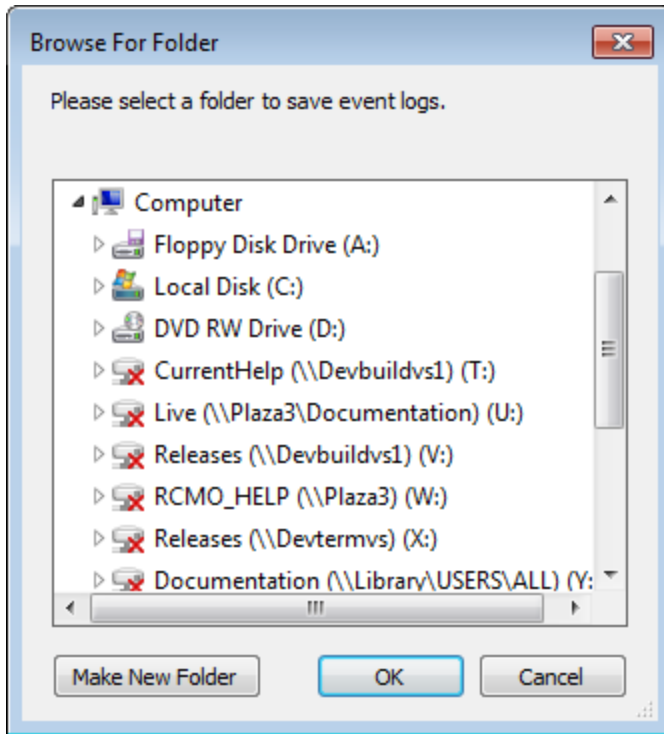 Browse For Folder
Please select a folder to save event logs.
Computer
Floppy Disk Drive (A:)
Local Disk (C:)
DVD RW Drive (D:)
CurrentHelp (\\Devbuildvs1) (T:)
Live (\\Plaza3\Documentation) (U:)
Releases (\\Devbuildvs1) (V:)
RCMO_HELP (\\Plaza3) (W:)
Releases (\\Devtermvs) (X:)
Documentation (\\Library\USERS\ALL) (Y:
Make New Folder OK Cancel